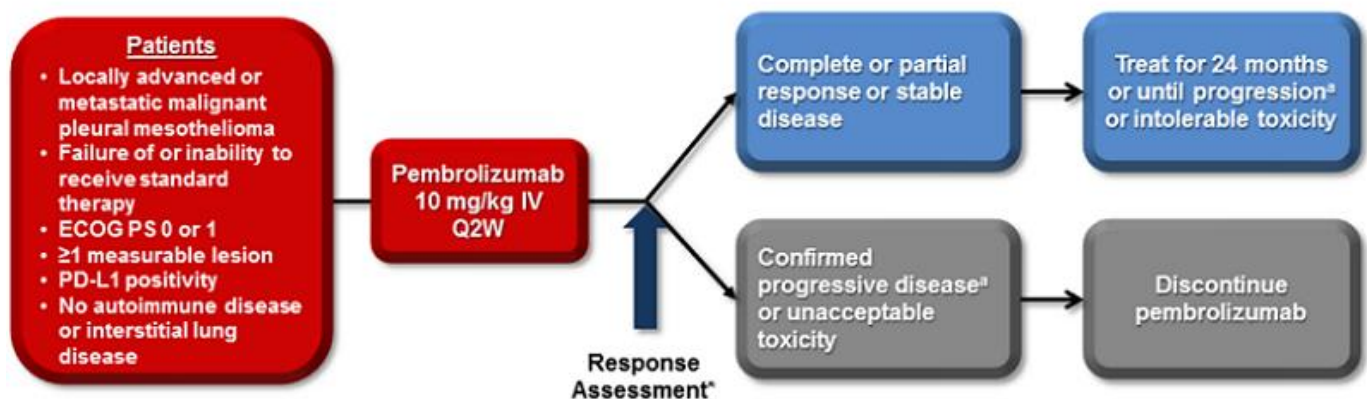 Patients
• Locally advanced or
metastatic malignant
pleural mesothelioma
• Failure of or inability to
receive standard
therapy
• ECOG PS 0 or 1
• ≥1 measurable lesion
• PD-L1 positivity
• No autoimmune disease
or interstitial lung
disease
Pembrolizumab
10 mg/kg IV
Q2W
Response
Assessment*
Complete or partial
response or stable
disease
Treat for 24 months
or until progressionᵃ
or intolerable toxicity
Confirmed
progressive diseaseᵃ
or unacceptable
toxicity
Discontinue
pembrolizumab